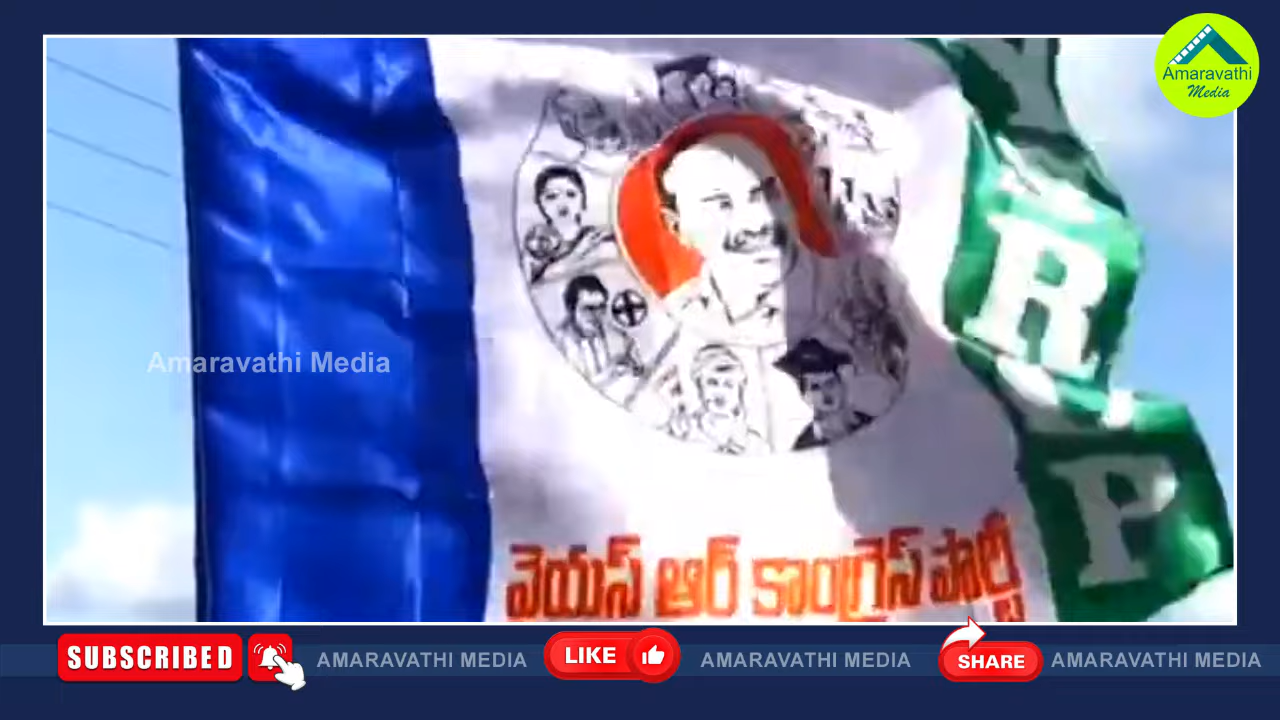 Amaravathi
Media
R
P
Amaravathi Media
వైయస్ ఆర్ కాంగ్రెస్ పార్టీ
SUBSCRIBED
AMARAVATHI MEDIA
LIKE
AMARAVATHI MEDIA
SHARE
AMARAVATHI MEDIA